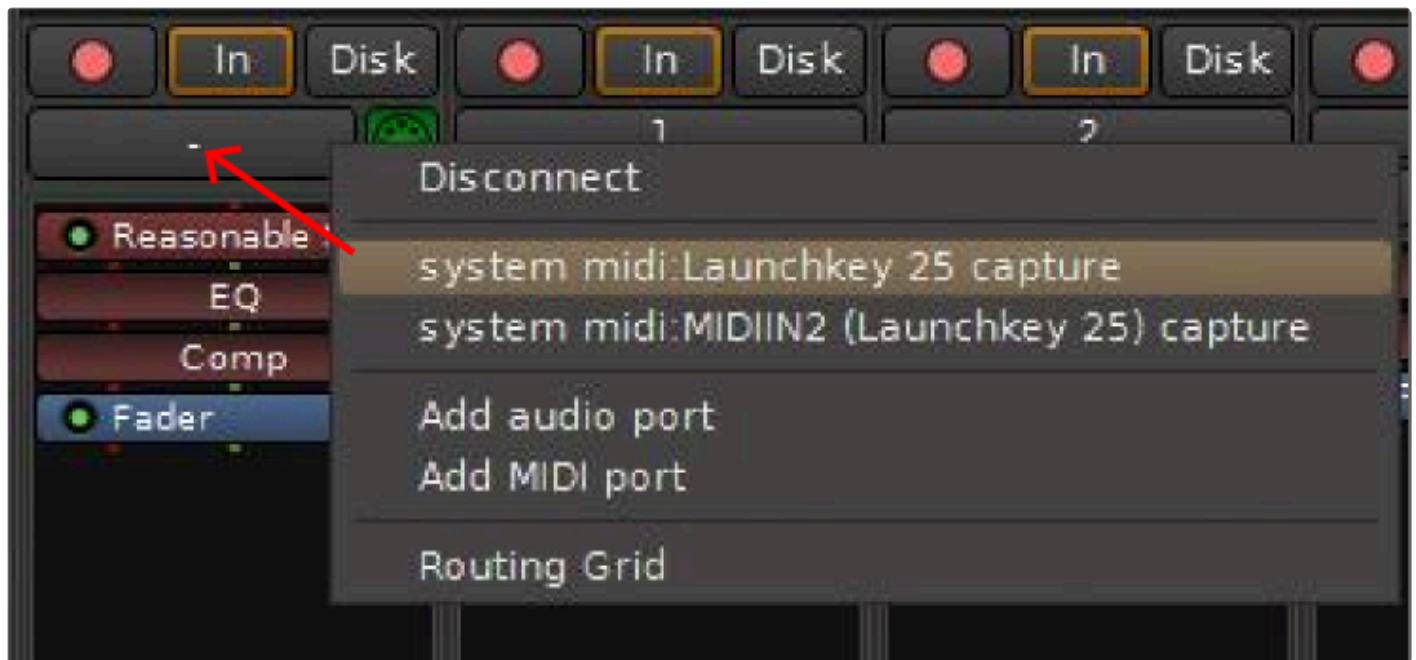 In Disk In Disk In Disk
- 1 2
Disconnect
Reasonable
system midi:Launchkey 25 capture
EQ
system midi:MIDIIN2 (Launchkey 25) capture
Comp
Fader
Add audio port
Add MIDI port
Routing Grid